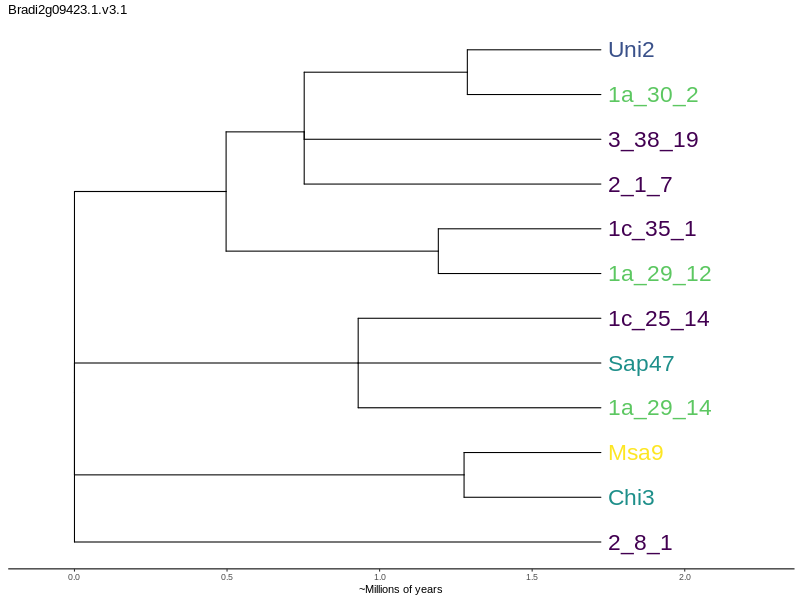 Bradi2g09423.1.v3.1
Uni2
1a_30_2
3_38_19
2_1_7
1c_35_1
1a_29_12
1c_25_14
Sap47
1a_29_14
Msa9
Chi3
2_8_1
0.0 0.5 1.0 1.5 2.0
~Millions of years